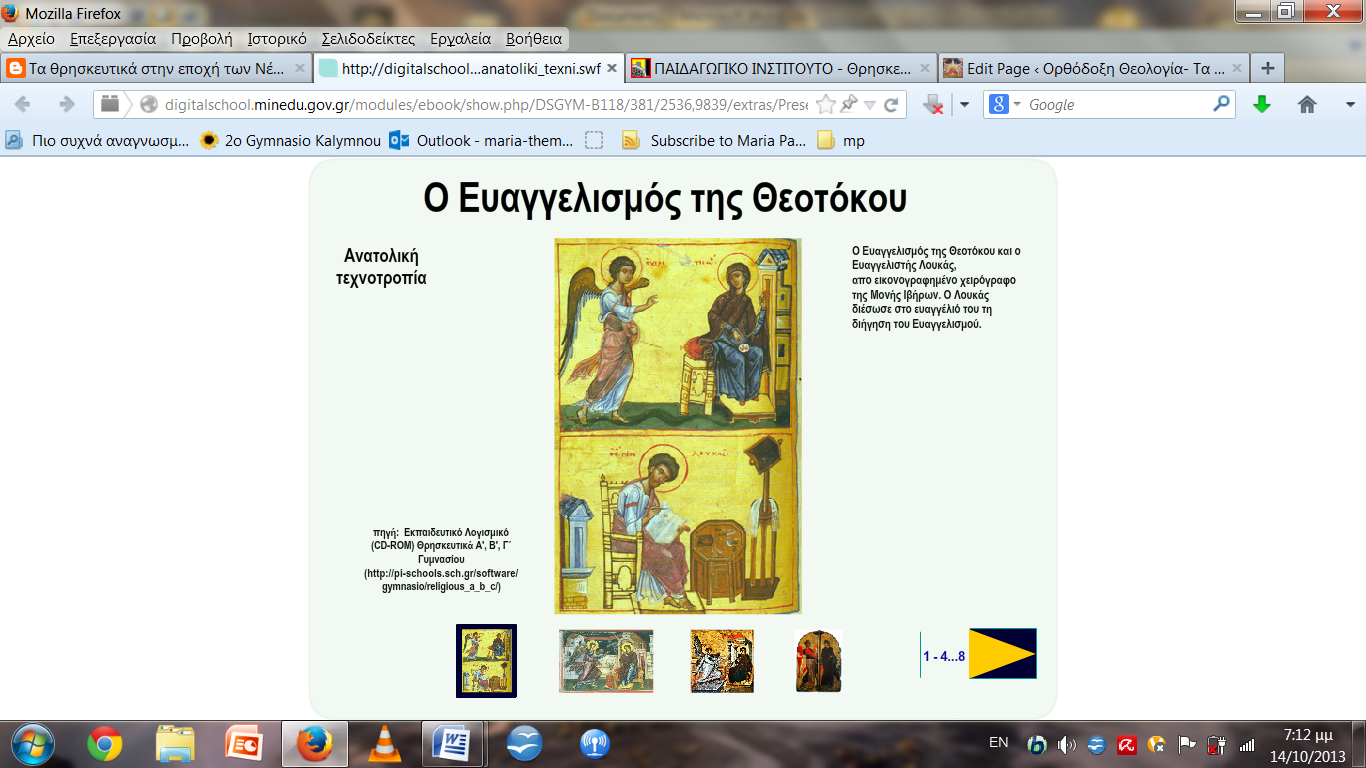 Mozilla Firefox
Αρχείο Επεξεργασία Προβολή Ιστορικό Σελιδοδείκτες Εργαλεία Βοήθεια
Τα θρησκευτικά στην εποχή των Νέ... http://digitalschool...anatoliki_texni.swf ΠΑΙΔΑΓΩΓΙΚΟ ΙΝΣΤΙΤΟΥΤΟ - Θρησκε... Edit Page ‹ Ορθόδοξη Θεολογία- Τα ...
digitalschool.minedu.gov.gr/modules/ebook/show.php/DSGYM-B118/381/2536,9839/extras/Prese Google
Πιο συχνά αναγνωσμ... 2o Gymnasio Kalymnou Outlook - maria-them... Subscribe to Maria Pa... mp
Ο Ευαγγελισμός της Θεοτόκου
Ανατολική
τεχνοτροπία
Ο Ευαγγελισμός της Θεοτόκου και ο
Ευαγγελιστής Λουκάς,
απο εικονογραφημένο χειρόγραφο
της Μονής Ιβήρων. Ο Λουκάς
διέσωσε στο ευαγγέλιό του τη
διήγηση του Ευαγγελισμού.
πηγή: Εκπαιδευτικό Λογισμικό
(CD-ROM) Θρησκευτικά Α', Β', Γ΄
Γυμνασίου
(http://pi-schools.sch.gr/software/
gymnasio/religious_a_b_c/)
1 - 4...8
EN
7:12 μμ
14/10/2013